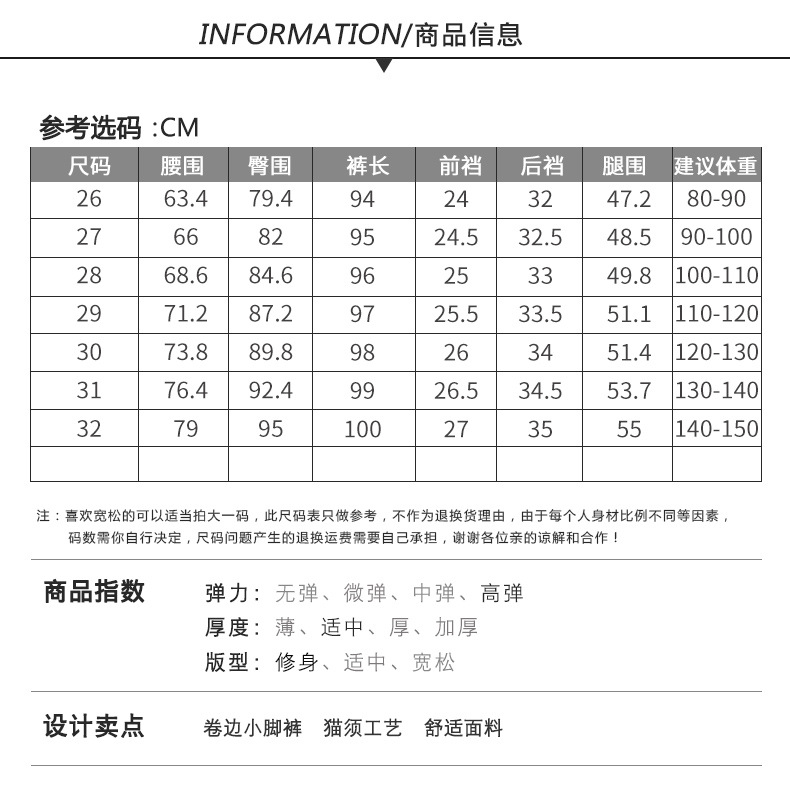 INFORMATION/商品信息
参考选码 :CM
尺码 腰围 臀围 裤长 前裆 后裆 腿围 建议体重
26 63.4 79.4 94 24 32 47.2 80-90
27 66 82 95 24.5 32.5 48.5 90-100
28 68.6 84.6 96 25 33 49.8 100-110
29 71.2 87.2 97 25.5 33.5 51.1 110-120
30 73.8 89.8 98 26 34 51.4 120-130
31 76.4 92.4 99 26.5 34.5 53.7 130-140
32 79 95 100 27 35 55 140-150
注：喜欢宽松的可以适当拍大一码，此尺码表只做参考，不作为退换货理由，由于每个人身材比例不同等因素，
码数需你自行决定，尺码问题产生的退换运费需要自己承担，谢谢各位亲的谅解和合作！
商品指数 弹力：无弹、微弹、中弹、高弹
厚度：薄、适中、厚、加厚
版型：修身、适中、宽松
设计卖点 卷边小脚裤 猫须工艺 舒适面料